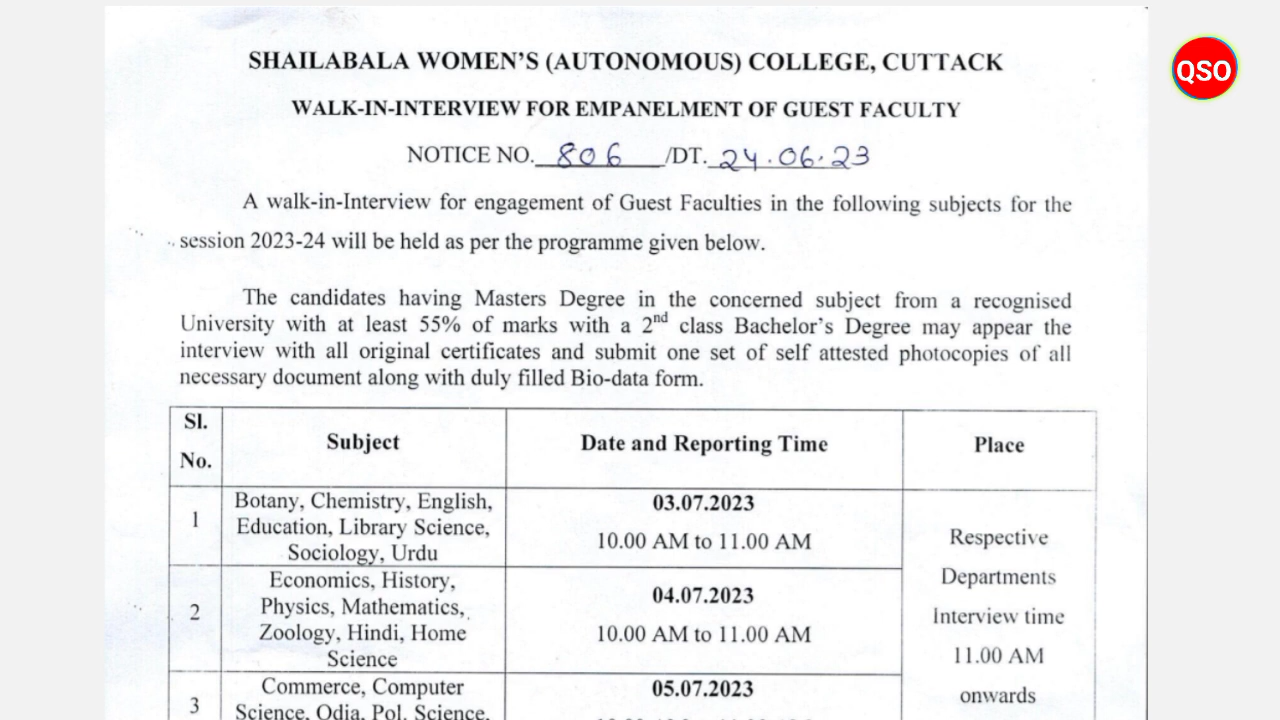 SHAILABALA WOMEN'S (AUTONOMOUS) COLLEGE, CUTTACK
QSO
WALK-IN-INTERVIEW FOR EMPANELMENT OF GUEST FACULTY
NOTICE NO. 806 /DT. 24.06.23
A walk-in-Interview for engagement of Guest Faculties in the following subjects for the
session 2023-24 will be held as per the programme given below.
The candidates having Masters Degree in the concerned subject from a recognised
University with at least 55% of marks with a 2nd class Bachelor's Degree may appear the
interview with all original certificates and submit one set of self attested photocopies of all
necessary document along with duly filled Bio-data form.
Sl.
No.
Subject
Date and Reporting Time
Place
1
Botany, Chemistry, English,
Education, Library Science,
Sociology, Urdu
03.07.2023
10.00 AM to 11.00 AM
Respective
Departments
Interview time
11.00 AM
onwards
2
Economics, History,
Physics, Mathematics,
Zoology, Hindi, Home
Science
04.07.2023
10.00 AM to 11.00 AM
3
Commerce, Computer
Science, Odia, Pol. Science,
05.07.2023